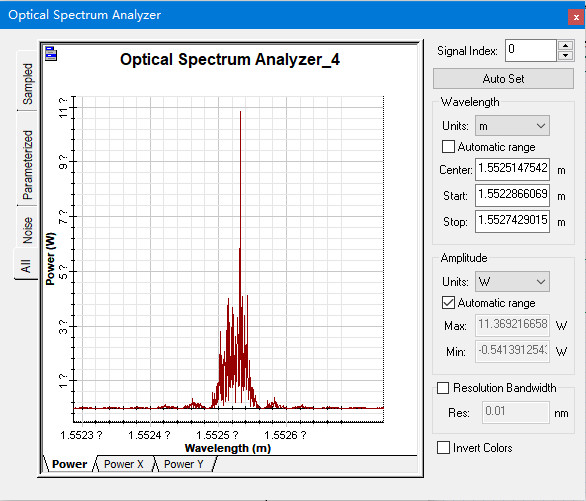 Optical Spectrum Analyzer
x
Optical Spectrum Analyzer_4
Sampled
Parameterized
Noise
All
Power (W)
11 ?
9 ?
7 ?
5 ?
3 ?
1 ?
1.5523 ?
1.5524 ?
1.5525 ?
1.5526 ?
Wavelength (m)
Power
Power X
Power Y
Signal Index:
0
Auto Set
Wavelength
Units:
m
Automatic range
Center: 1.5525147542 m
Start: 1.5522866069 m
Stop: 1.5527429015 m
Amplitude
Units:
W
Automatic range
Max: 11.369216658 W
Min: -0.541391254 W
Resolution Bandwidth
Res: 0.01 nm
Invert Colors